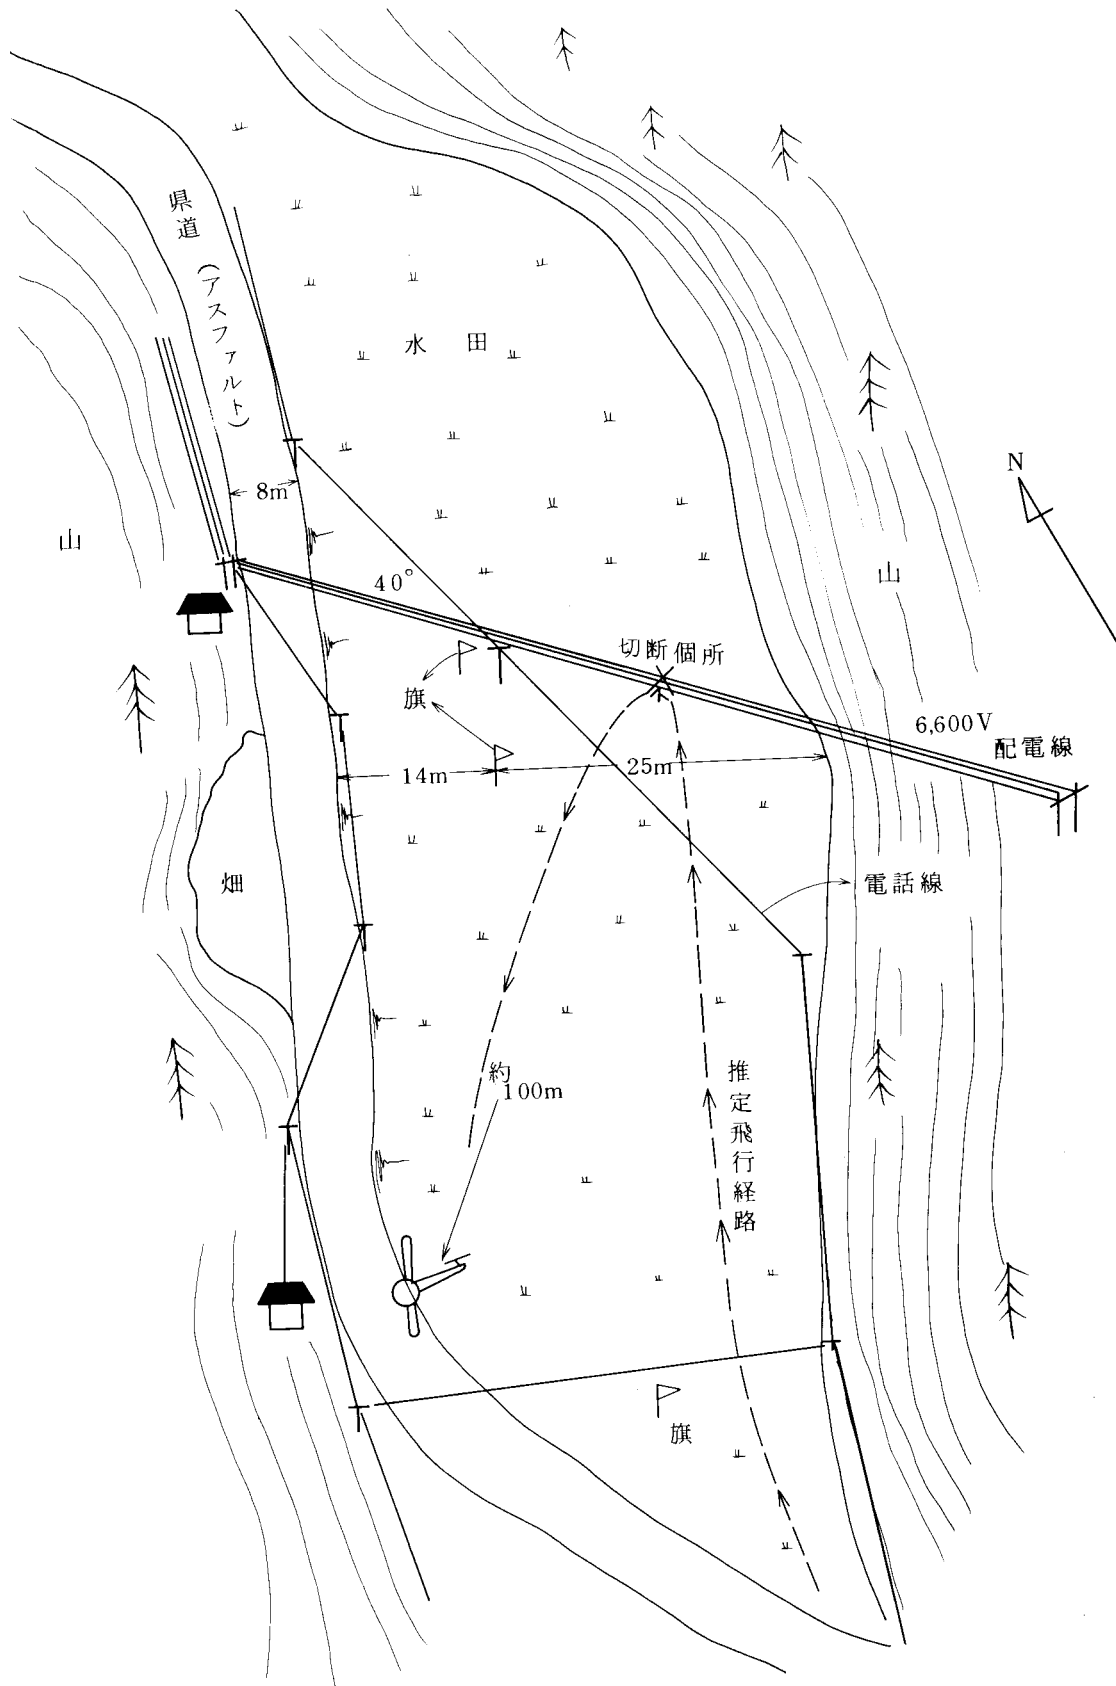 県道(アスファルト)
水田
N
8m
山
山
40°
切断個所
旗
6,600V
配電線
14m
25m
畑
電話線
約
100m
推定飛行経路
旗